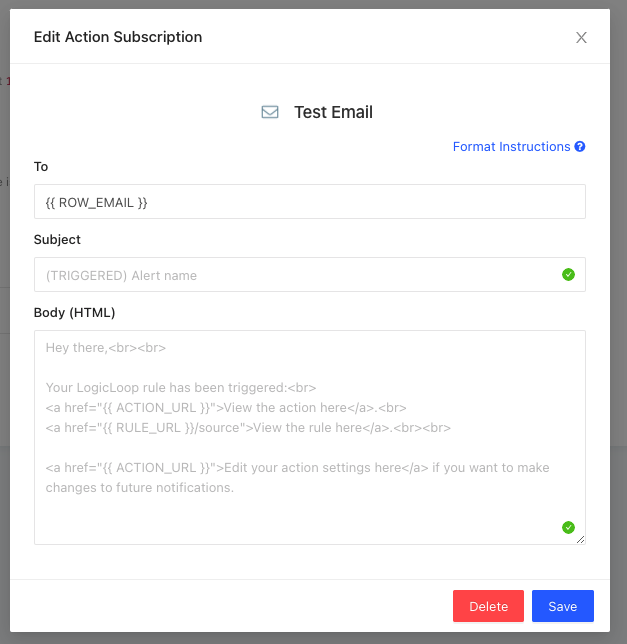 Edit Action Subscription
Test Email
Format Instructions
To
{{ ROW_EMAIL }}
Subject
(TRIGGERED) Alert name
Body (HTML)
Hey there,<br><br>
Your LogicLoop rule has been triggered:<br>
<a href="{{ ACTION_URL }}">View the action here</a>.<br>
<a href="{{ RULE_URL }}/source">View the rule here</a>.<br><br>
<a href="{{ ACTION_URL }}">Edit your action settings here</a> if you want to make
changes to future notifications.
Delete
Save